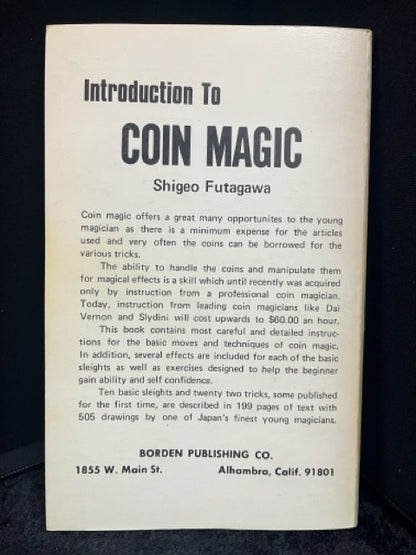 Introduction To
COIN MAGIC
Shigeo Futagawa
Coin magic offers a great many opportunites to the young
magician as there is a minimum expense for the articles
used and very often the coins can be borrowed for the
various tricks.
The ability to handle the coins and manipulate them
for magical effects is a skill which until recently was acquired
only by instruction from a professional coin magician.
Today, instruction from leading coin magicians like Dai
Vernon and Slydini will cost upwards to $60.00 an hour.
This book contains most careful and detailed instruc-
tions for the basic moves and techniques of coin magic.
In addition, several effects are included for each of the basic
sleights as well as exercises designed to help the beginner
gain ability and self confidence.
Ten basic sleights and twenty two tricks, some published
for the first time, are described in 199 pages of text with
505 drawings by one of Japan's finest young magicians.
BORDEN PUBLISHING CO.
1855 W. Main St. Alhambra, Calif. 91801